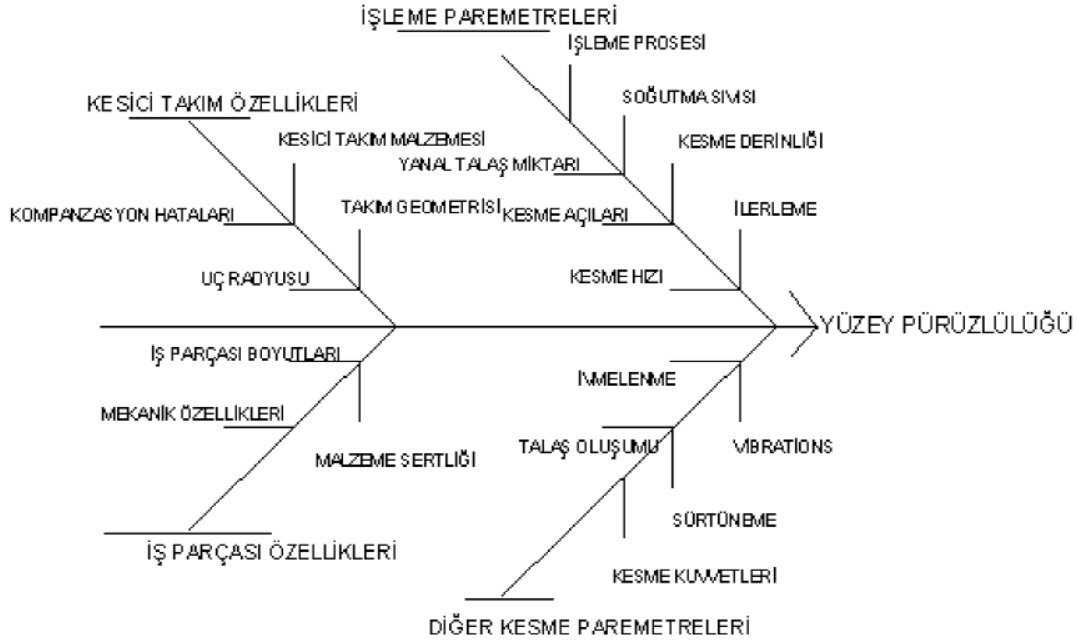 İŞLEME PAREMETRELERİ
İŞLEME PROSESİ
KESİCİ TAKIM ÖZELLİKLERİ
SOĞUTMA SIVISI
KESİCİ TAKIM MALZEMESİ
KESME DERİNLİĞİ
YANAL TALAŞ MİKTARI
KOMPANZASYON HATALARI
TAKIM GEOMETRİSİ
KESME AÇILARI
İLERLEME
UÇ RADYUSU
KESME HIZI
YÜZEY PÜRÜZLÜLÜĞÜ
İŞ PARÇASI BOYUTLARI
İVMELENME
MEKANİK ÖZELLİKLERİ
MALZEME SERTLİĞİ
TALAŞ OLUŞUMU
VIBRATIONS
SÜRTÜNEME
İŞ PARÇASI ÖZELLİKLERİ
KESME KUVVETLERİ
DİĞER KESME PAREMETRELERİ